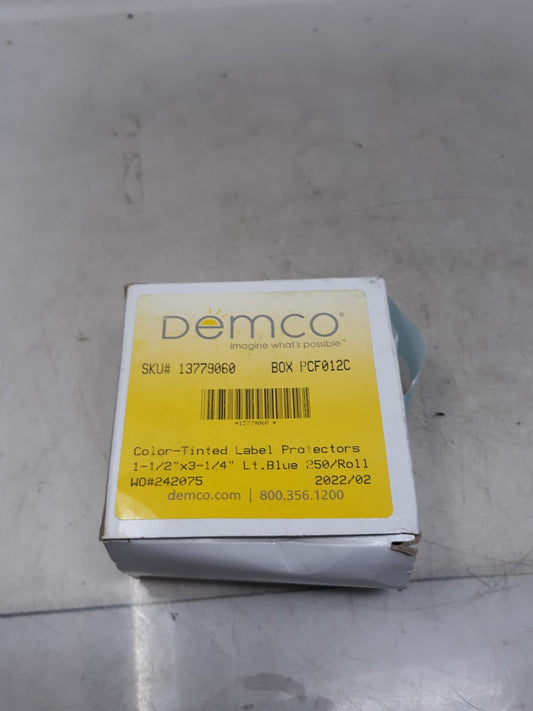 Demco®
imagine what's possible™
SKU# 13779060 BOX PCF012C
*13779060*
Color-Tinted Label Protectors
1-1/2"x3-1/4" Lt.Blue 250/Roll
WO#242075 2022/02
demco.com | 800.356.1200